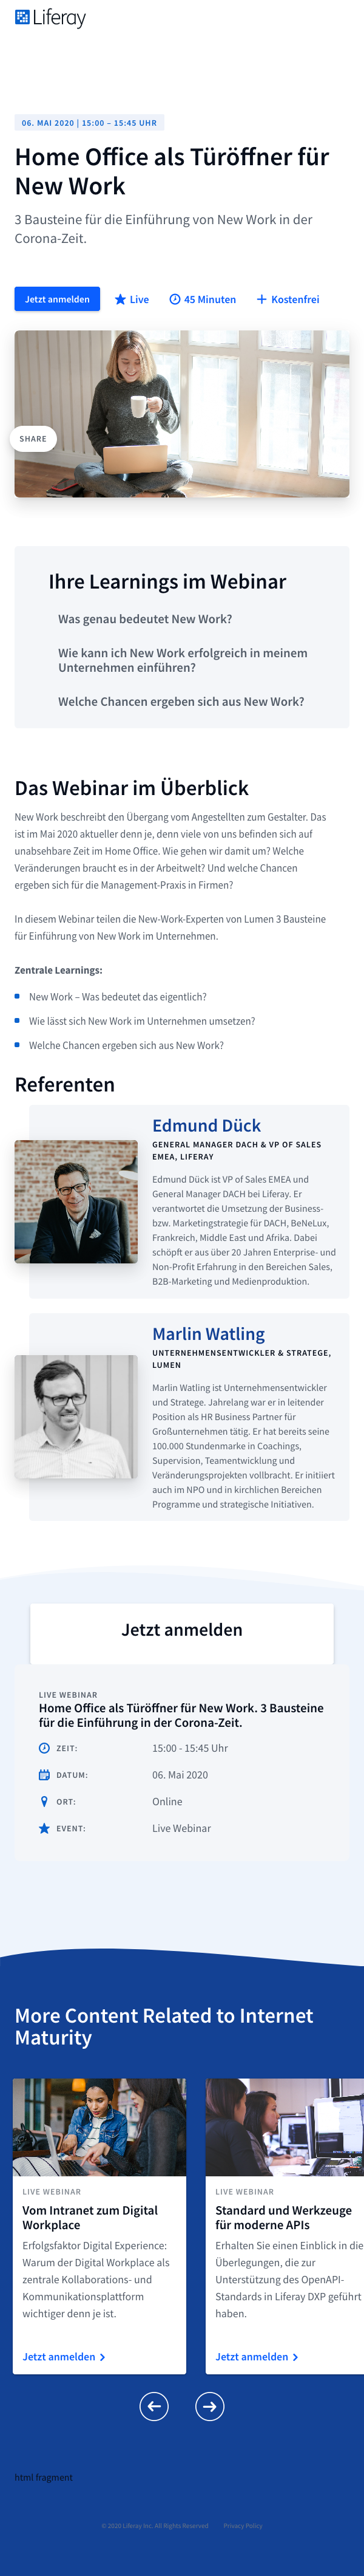 Liferay
06. MAI 2020 | 15:00 – 15:45 UHR
Home Office als Türöffner für
New Work
3 Bausteine für die Einführung von New Work in der
Corona-Zeit.
Jetzt anmelden
Live
45 Minuten
Kostenfrei
SHARE
Ihre Learnings im Webinar
Was genau bedeutet New Work?
Wie kann ich New Work erfolgreich in meinem
Unternehmen einführen?
Welche Chancen ergeben sich aus New Work?
Das Webinar im Überblick
New Work beschreibt den Übergang vom Angestellten zum Gestalter. Das
ist im Mai 2020 aktueller denn je, denn viele von uns befinden sich auf
unabsehbare Zeit im Home Office. Wie gehen wir damit um? Welche
Veränderungen braucht es in der Arbeitwelt? Und welche Chancen
ergeben sich für die Management-Praxis in Firmen?
In diesem Webinar teilen die New-Work-Experten von Lumen 3 Bausteine
für Einführung von New Work im Unternehmen.
Zentrale Learnings:
New Work – Was bedeutet das eigentlich?
Wie lässt sich New Work im Unternehmen umsetzen?
Welche Chancen ergeben sich aus New Work?
Referenten
Edmund Dück
GENERAL MANAGER DACH & VP OF SALES
EMEA, LIFERAY
Edmund Dück ist VP of Sales EMEA und
General Manager DACH bei Liferay. Er
verantwortet die Umsetzung der Business-
bzw. Marketingstrategie für DACH, BeNeLux,
Frankreich, Middle East und Afrika. Dabei
schöpft er aus über 20 Jahren Enterprise- und
Non-Profit Erfahrung in den Bereichen Sales,
B2B-Marketing und Medienproduktion.
Marlin Watling
UNTERNEHMENSENTWICKLER & STRATEGE,
LUMEN
Marlin Watling ist Unternehmensentwickler
und Stratege. Jahrelang war er in leitender
Position als HR Business Partner für
Großunternehmen tätig. Er hat bereits seine
100.000 Stundenmarke in Coachings,
Supervision, Teamentwicklung und
Veränderungsprojekten vollbracht. Er initiiert
auch im NPO und in kirchlichen Bereichen
Programme und strategische Initiativen.
Jetzt anmelden
LIVE WEBINAR
Home Office als Türöffner für New Work. 3 Bausteine
für die Einführung in der Corona-Zeit.
ZEIT: 15:00 - 15:45 Uhr
DATUM: 06. Mai 2020
ORT: Online
EVENT: Live Webinar
More Content Related to Internet
Maturity
LIVE WEBINAR
Vom Intranet zum Digital
Workplace
Erfolgsfaktor Digital Experience:
Warum der Digital Workplace als
zentrale Kollaborations- und
Kommunikationsplattform
wichtiger denn je ist.
Jetzt anmelden
LIVE WEBINAR
Standard und Werkzeuge
für moderne APIs
Erhalten Sie einen Einblick in die
Überlegungen, die zur
Unterstützung des OpenAPI-
Standards in Liferay DXP geführt
haben.
Jetzt anmelden
html fragment
© 2020 Liferay Inc. All Rights Reserved
Privacy Policy